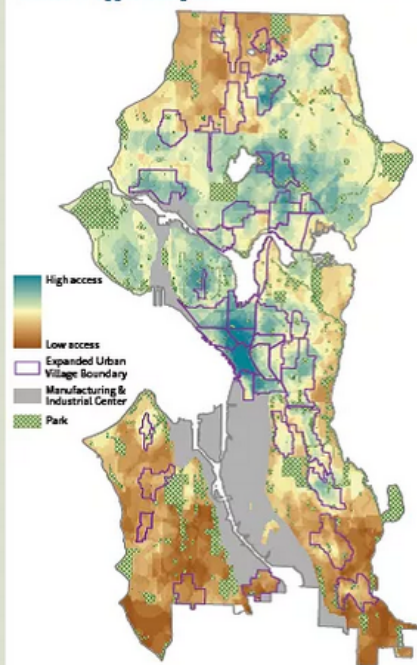 High access
Low access
Expanded Urban
Village Boundary
Manufacturing &
Industrial Center
Park